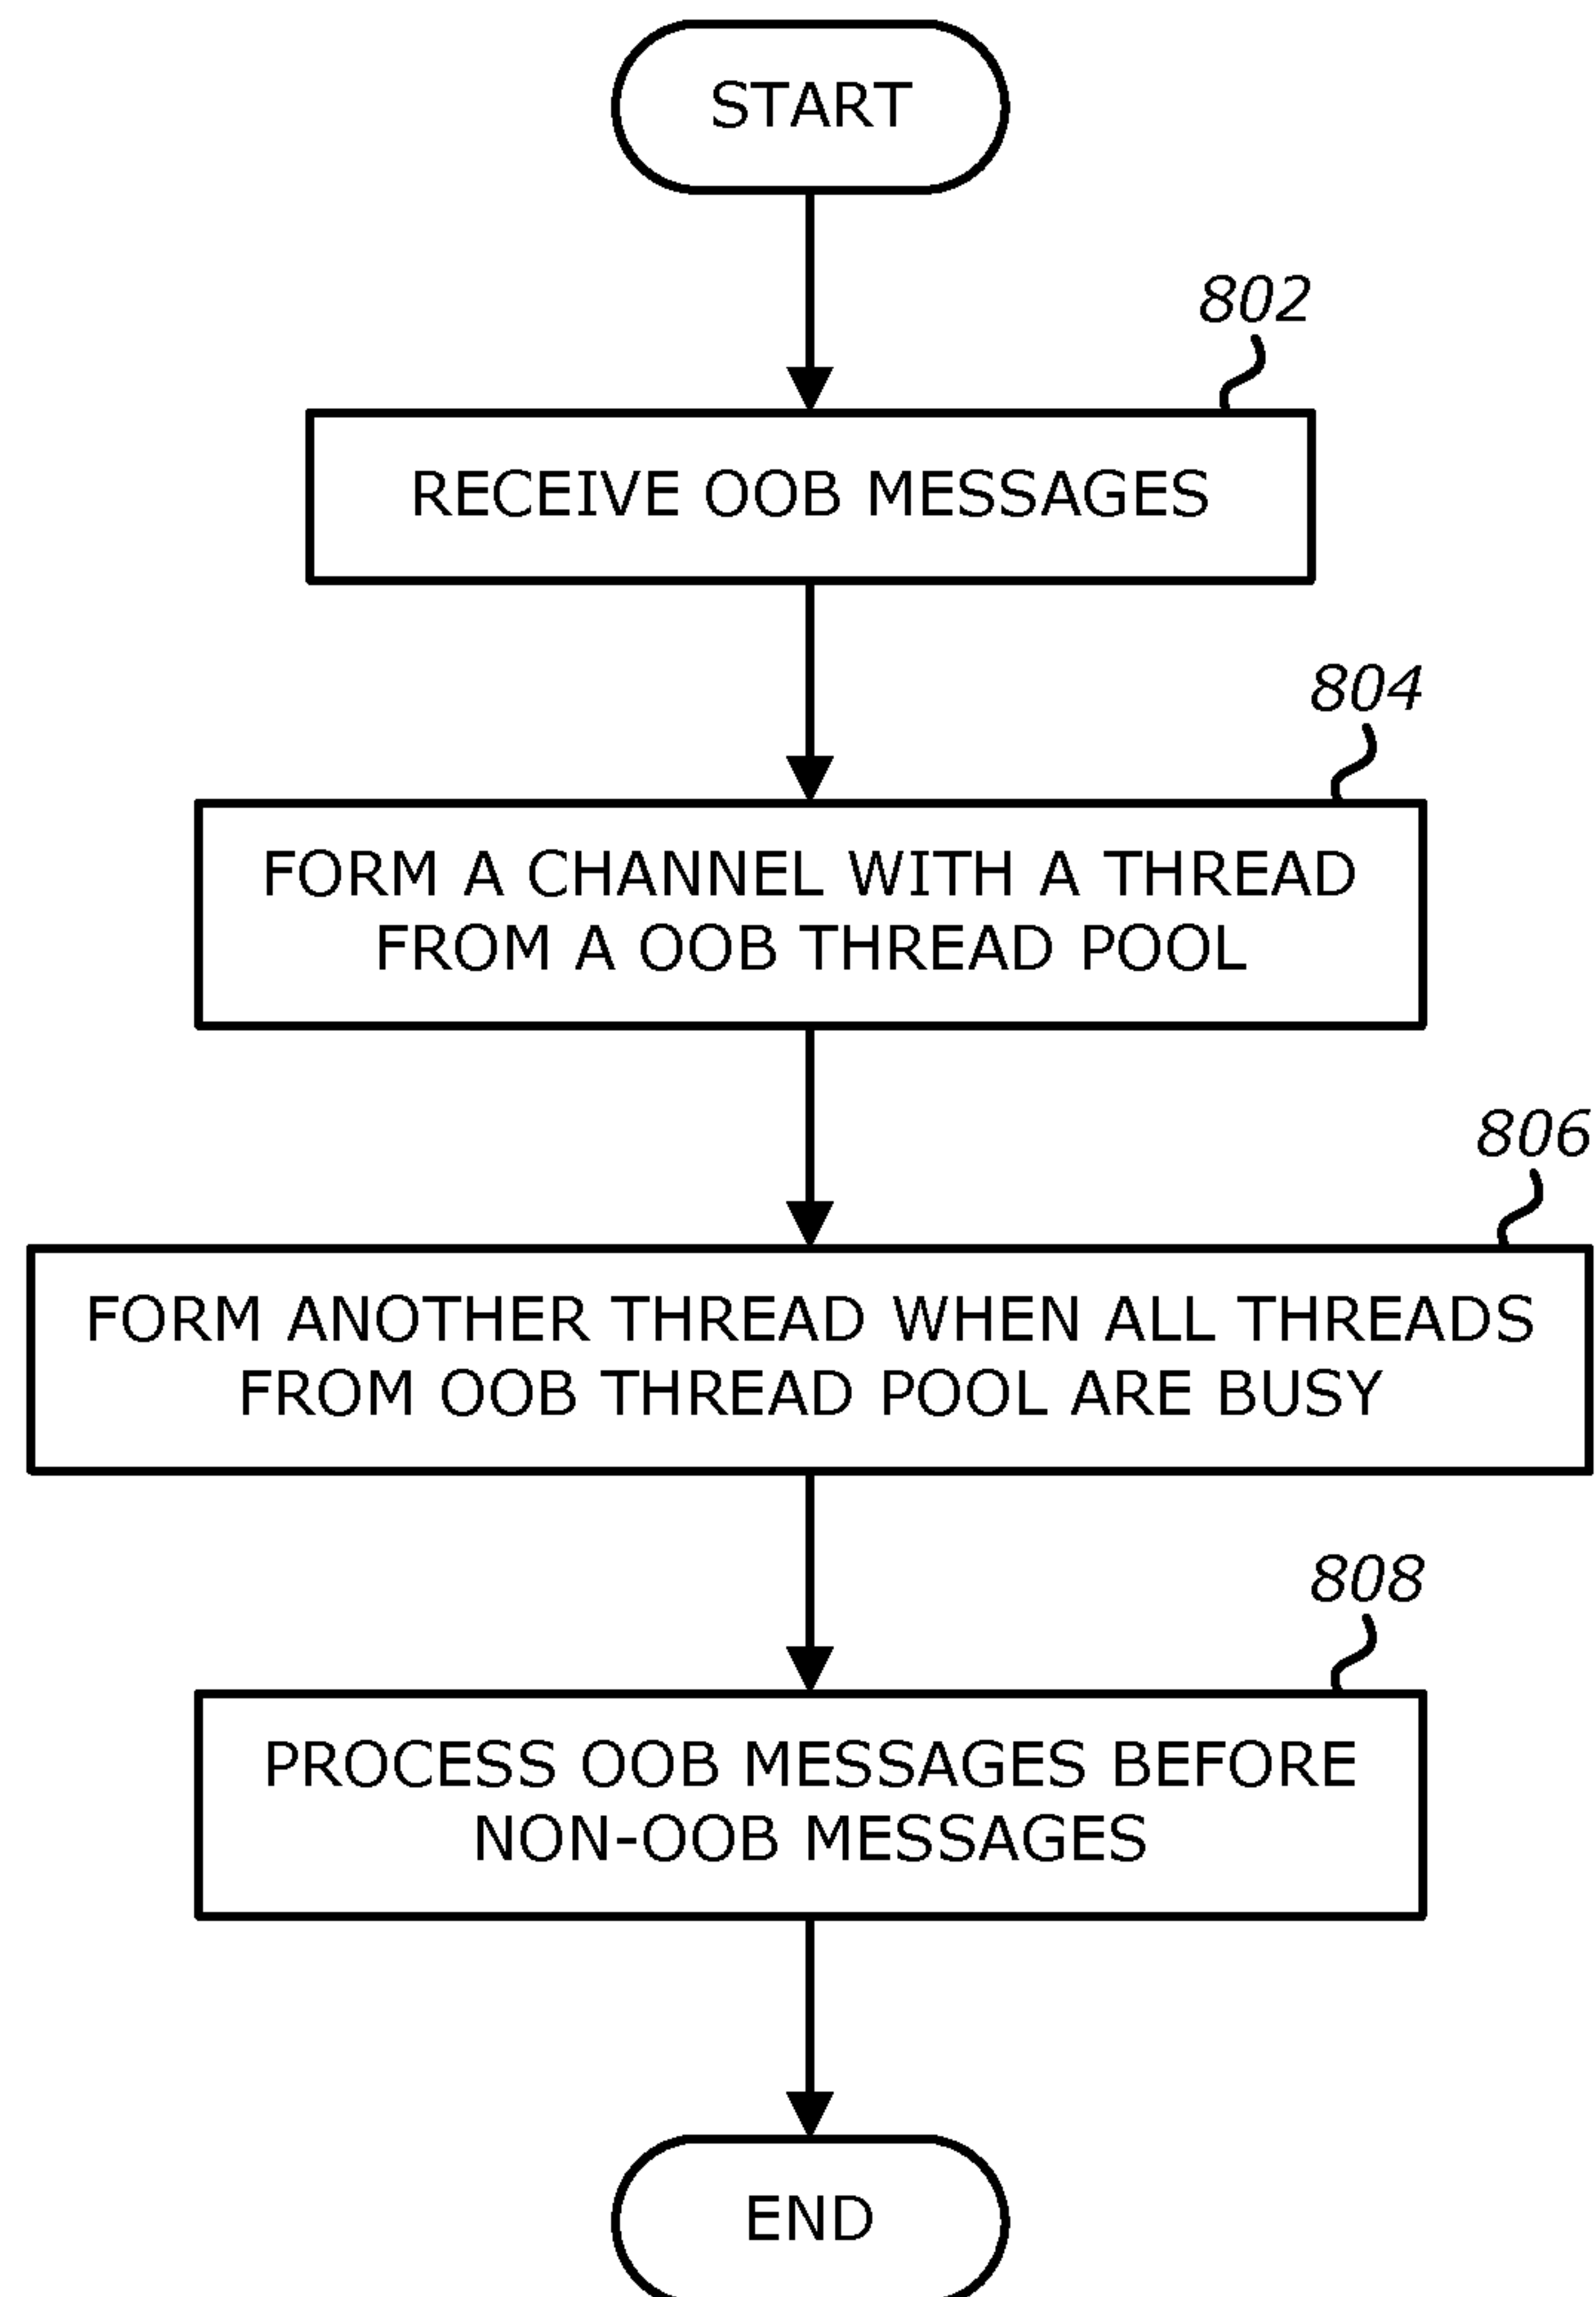 START
802
RECEIVE OOB MESSAGES
804
FORM A CHANNEL WITH A THREAD
FROM A OOB THREAD POOL
806
FORM ANOTHER THREAD WHEN ALL THREADS
FROM OOB THREAD POOL ARE BUSY
808
PROCESS OOB MESSAGES BEFORE
NON-OOB MESSAGES
END